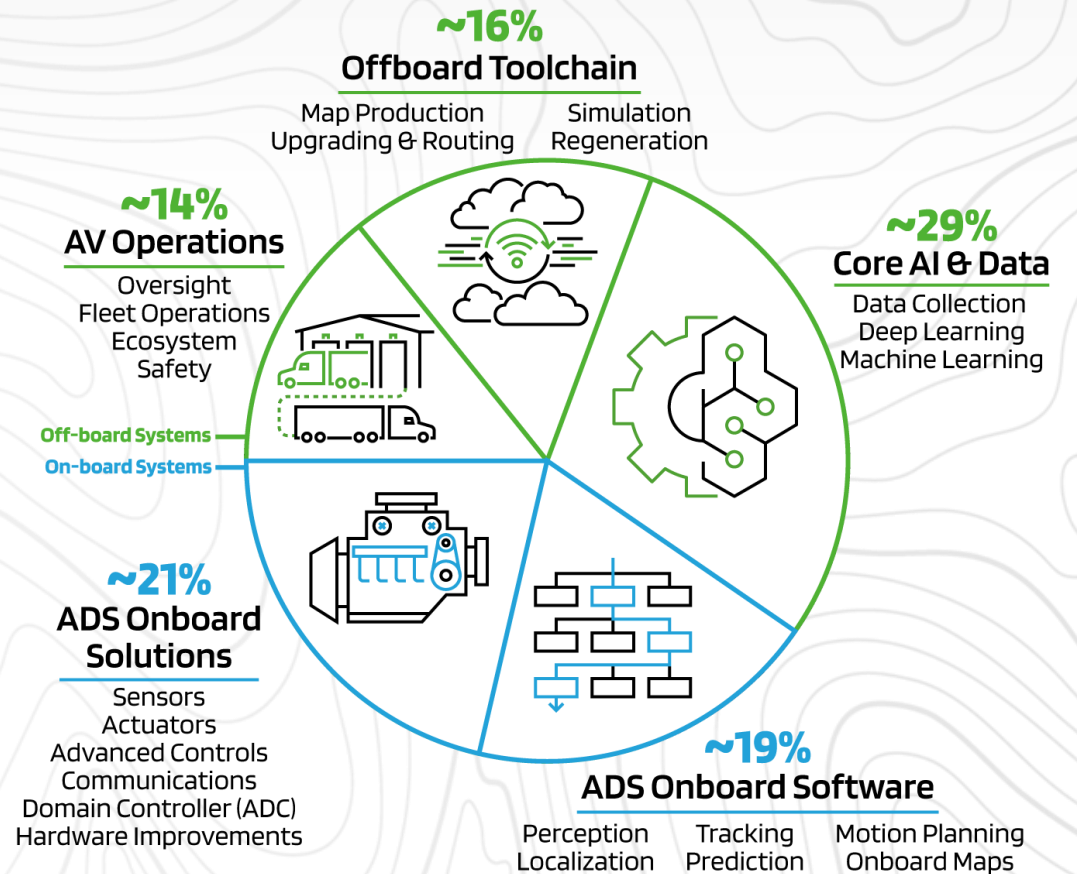 ~16%
Offboard Toolchain
Map Production
Upgrading & Routing
Simulation
Regeneration
~14%
AV Operations
Oversight
Fleet Operations
Ecosystem
Safety
~29%
Core AI & Data
Data Collection
Deep Learning
Machine Learning
Off-board Systems
On-board Systems
~21%
ADS Onboard
Solutions
Sensors
Actuators
Advanced Controls
Communications
Domain Controller (ADC)
Hardware Improvements
~19%
ADS Onboard Software
Perception
Localization
Tracking
Prediction
Motion Planning
Onboard Maps